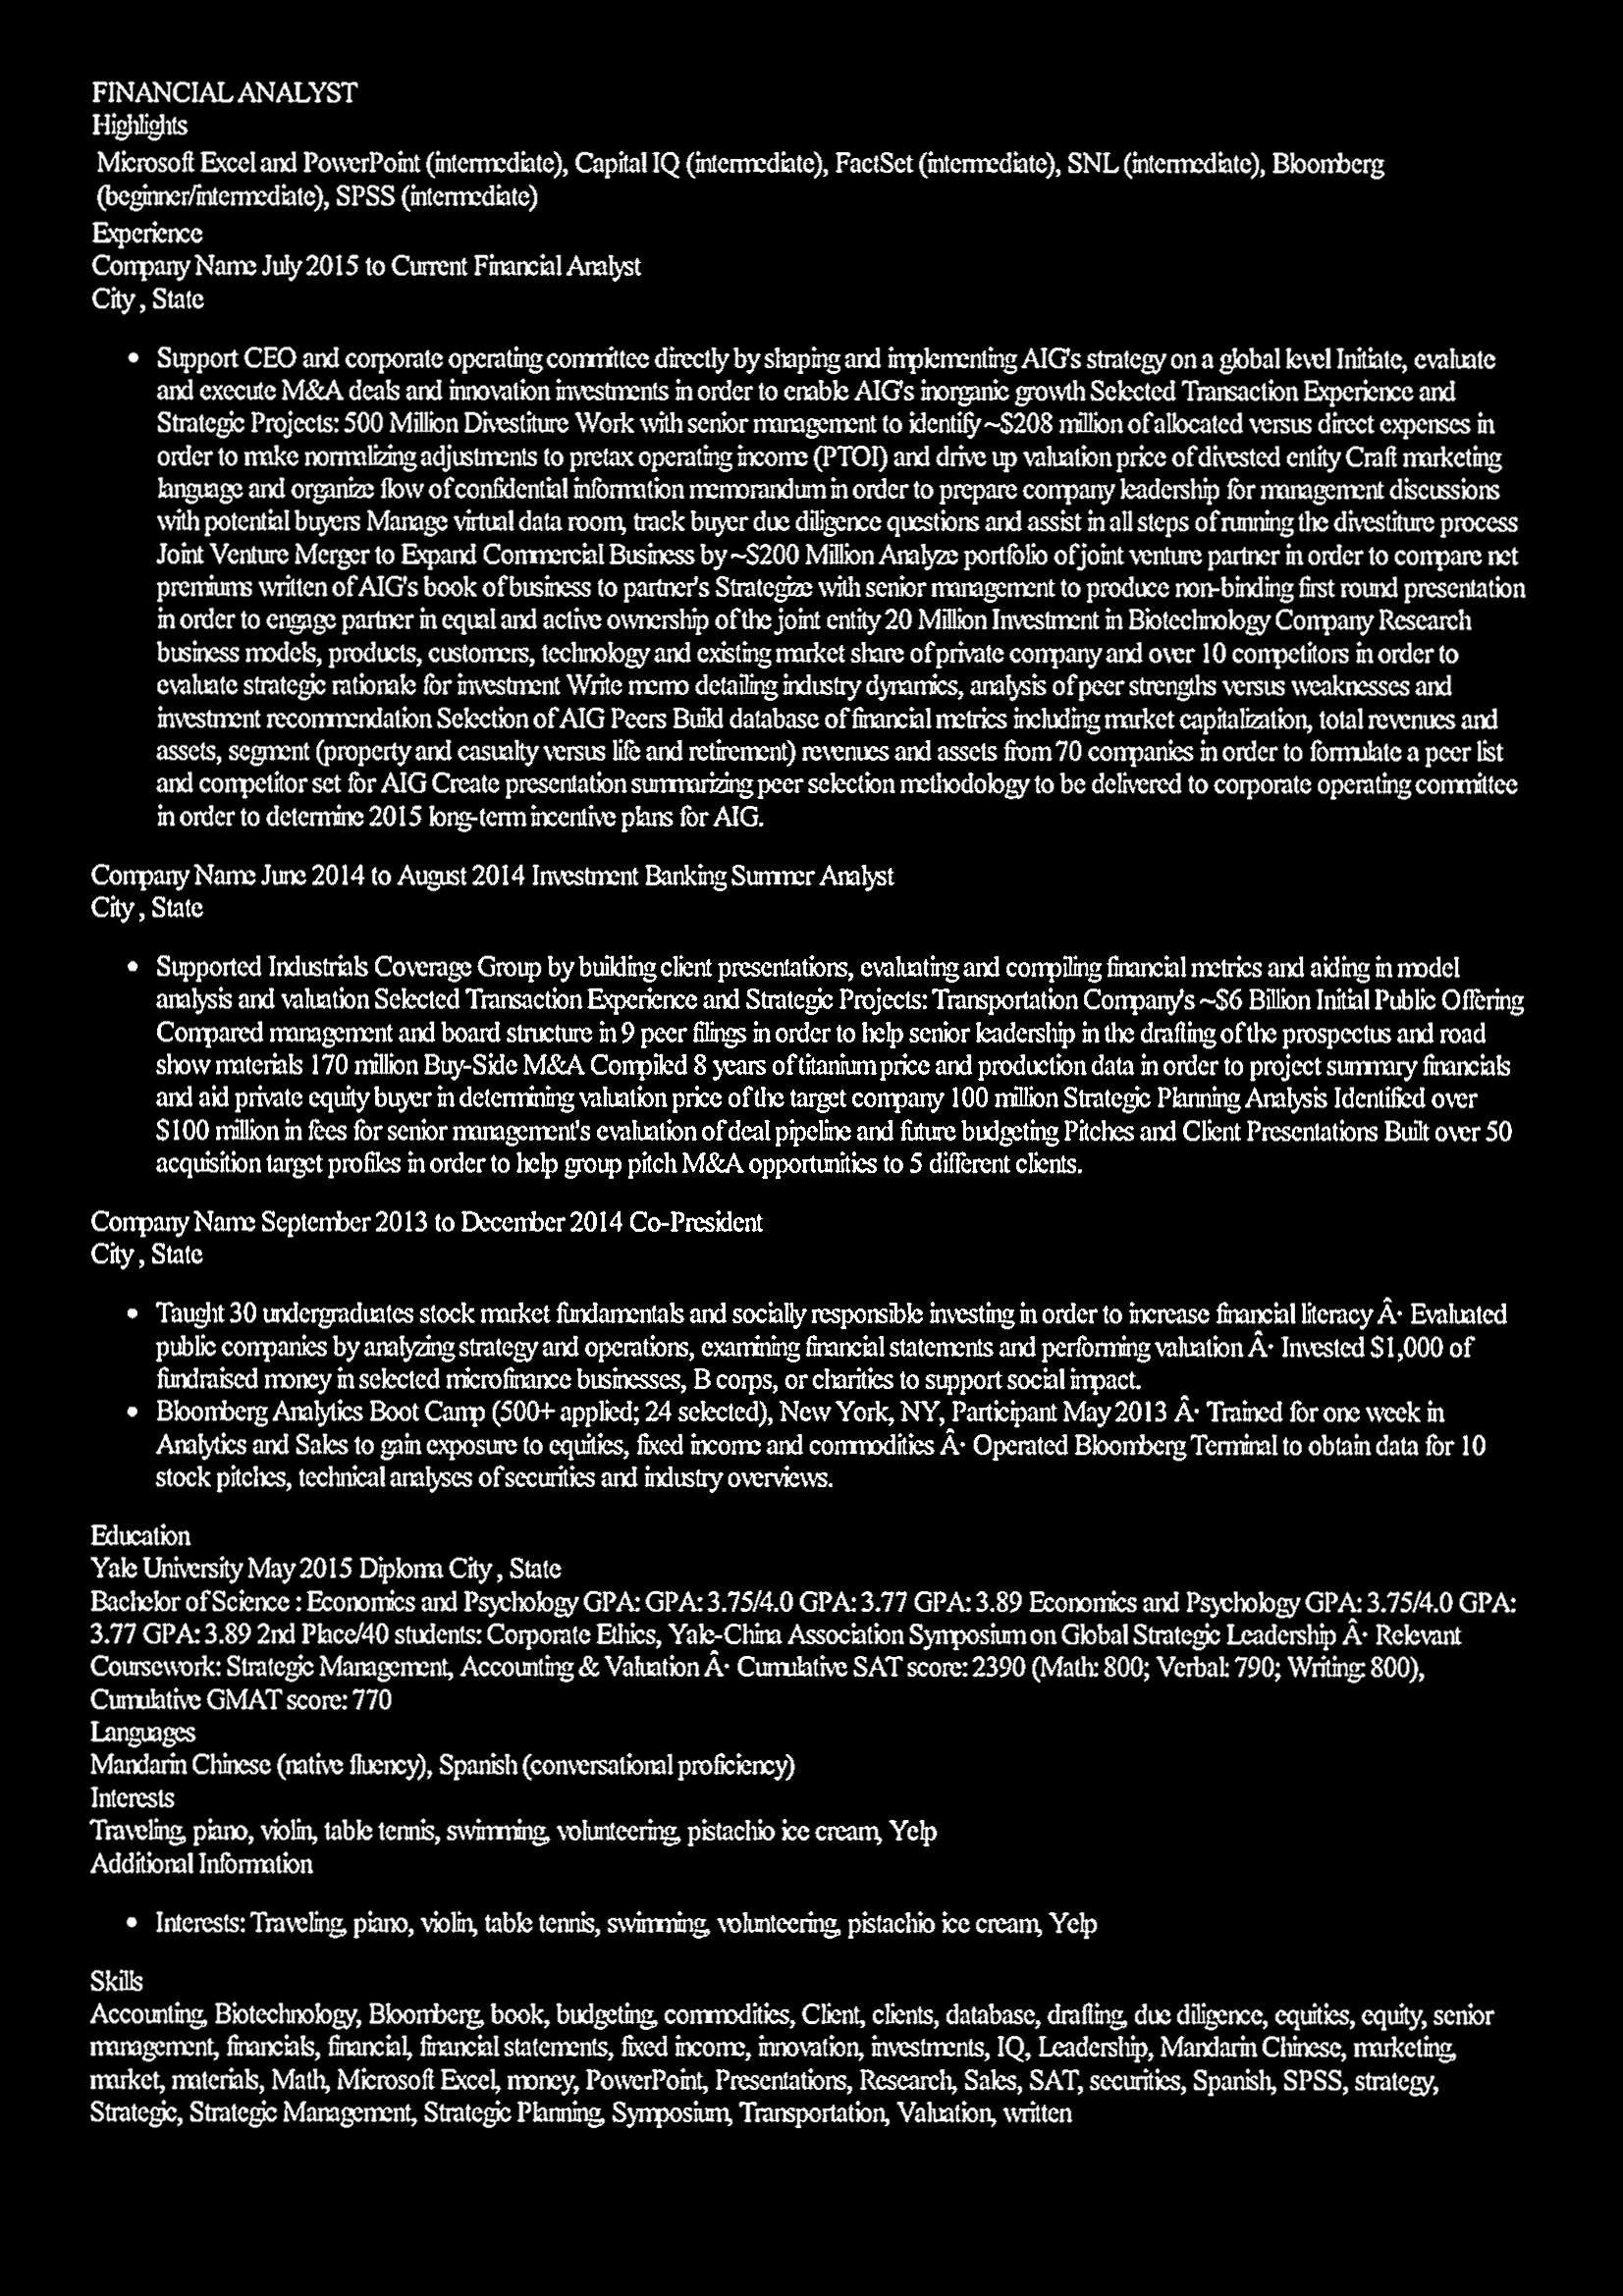 FINANCIAL ANALYST
Highlights
Microsoft Excel and PowerPoint (intermediate), Capital IQ (intermediate), FactSet (intermediate), SNL (intermediate), Bloomberg
(beginner/intermediate), SPSS (intermediate)
Experience
Company Name July 2015 to Current Financial Analyst
City , State
• Support CEO and corporate operating committee directly by shaping and implementing AIG's strategy on a global level Initiate, evaluate
and execute M&A deals and innovation investments in order to enable AIG's inorganic growth Selected Transaction Experience and
Strategic Projects: 500 Million Divestiture Work with senior management to identify ~$208 million of allocated versus direct expenses in
order to make normalizing adjustments to pretax operating income (PTOI) and drive up valuation price of divested entity Craft marketing
language and organize flow of confidential information memorandum in order to prepare company leadership for management discussions
with potential buyers Manage virtual data room, track buyer due diligence questions and assist in all steps of running the divestiture process
Joint Venture Merger to Expand Commercial Business by ~$200 Million Analyze portfolio of joint venture partner in order to compare net
premiums written of AIG's book of business to partner's Strategize with senior management to produce non-binding first round presentation
in order to engage partner in equal and active ownership of the joint entity 20 Million Investment in Biotechnology Company Research
business models, products, customers, technology and existing market share of private company and over 10 competitors in order to
evaluate strategic rationale for investment Write memo detailing industry dynamics, analysis of peer strengths versus weaknesses and
investment recommendation Selection of AIG Peers Build database of financial metrics including market capitalization, total revenues and
assets, segment (property and casualty versus life and retirement) revenues and assets from 70 companies in order to formulate a peer list
and competitor set for AIG Create presentation summarizing peer selection methodology to be delivered to corporate operating committee
in order to determine 2015 long-term incentive plans for AIG.
Company Name June 2014 to August 2014 Investment Banking Summer Analyst
City , State
• Supported Industrials Coverage Group by building client presentations, evaluating and compiling financial metrics and aiding in model
analysis and valuation Selected Transaction Experience and Strategic Projects: Transportation Company's ~$6 Billion Initial Public Offering
Compared management and board structure in 9 peer filings in order to help senior leadership in the drafting of the prospectus and road
show materials 170 million Buy-Side M&A Compiled 8 years of titanium price and production data in order to project summary financials
and aid private equity buyer in determining valuation price of the target company 100 million Strategic Planning Analysis Identified over
$100 million in fees for senior management's evaluation of deal pipeline and future budgeting Pitches and Client Presentations Built over 50
acquisition target profiles in order to help group pitch M&A opportunities to 5 different clients.
Company Name September 2013 to December 2014 Co-President
City , State
• Taught 30 undergraduates stock market fundamentals and socially responsible investing in order to increase financial literacy Â· Evaluated
public companies by analyzing strategy and operations, examining financial statements and performing valuation Â· Invested $1,000 of
fundraised money in selected microfinance businesses, B corps, or charities to support social impact.
• Bloomberg Analytics Boot Camp (500+ applied; 24 selected), New York, NY, Participant May 2013 Â· Trained for one week in
Analytics and Sales to gain exposure to equities, fixed income and commodities Â· Operated Bloomberg Terminal to obtain data for 10
stock pitches, technical analyses of securities and industry overviews.
Education
Yale University May 2015 Diploma City , State
Bachelor of Science : Economics and Psychology GPA: GPA: 3.75/4.0 GPA: 3.77 GPA: 3.89 Economics and Psychology GPA: 3.75/4.0 GPA:
3.77 GPA: 3.89 2nd Place/40 students: Corporate Ethics, Yale-China Association Symposium on Global Strategic Leadership Â· Relevant
Coursework: Strategic Management, Accounting & Valuation Â· Cumulative SAT score: 2390 (Math: 800; Verbal: 790; Writing: 800),
Cumulative GMAT score: 770
Languages
Mandarin Chinese (native fluency), Spanish (conversational proficiency)
Interests
Traveling, piano, violin, table tennis, swimming, volunteering, pistachio ice cream, Yelp
Additional Information
• Interests: Traveling, piano, violin, table tennis, swimming, volunteering, pistachio ice cream, Yelp
Skills
Accounting, Biotechnology, Bloomberg, book, budgeting, commodities, Client, clients, database, drafting, due diligence, equities, equity, senior
management, financials, financial, financial statements, fixed income, innovation, investments, IQ, Leadership, Mandarin Chinese, marketing,
market, materials, Math, Microsoft Excel, money, PowerPoint, Presentations, Research, Sales, SAT, securities, Spanish, SPSS, strategy,
Strategic, Strategic Management, Strategic Planning, Symposium, Transportation, Valuation, written